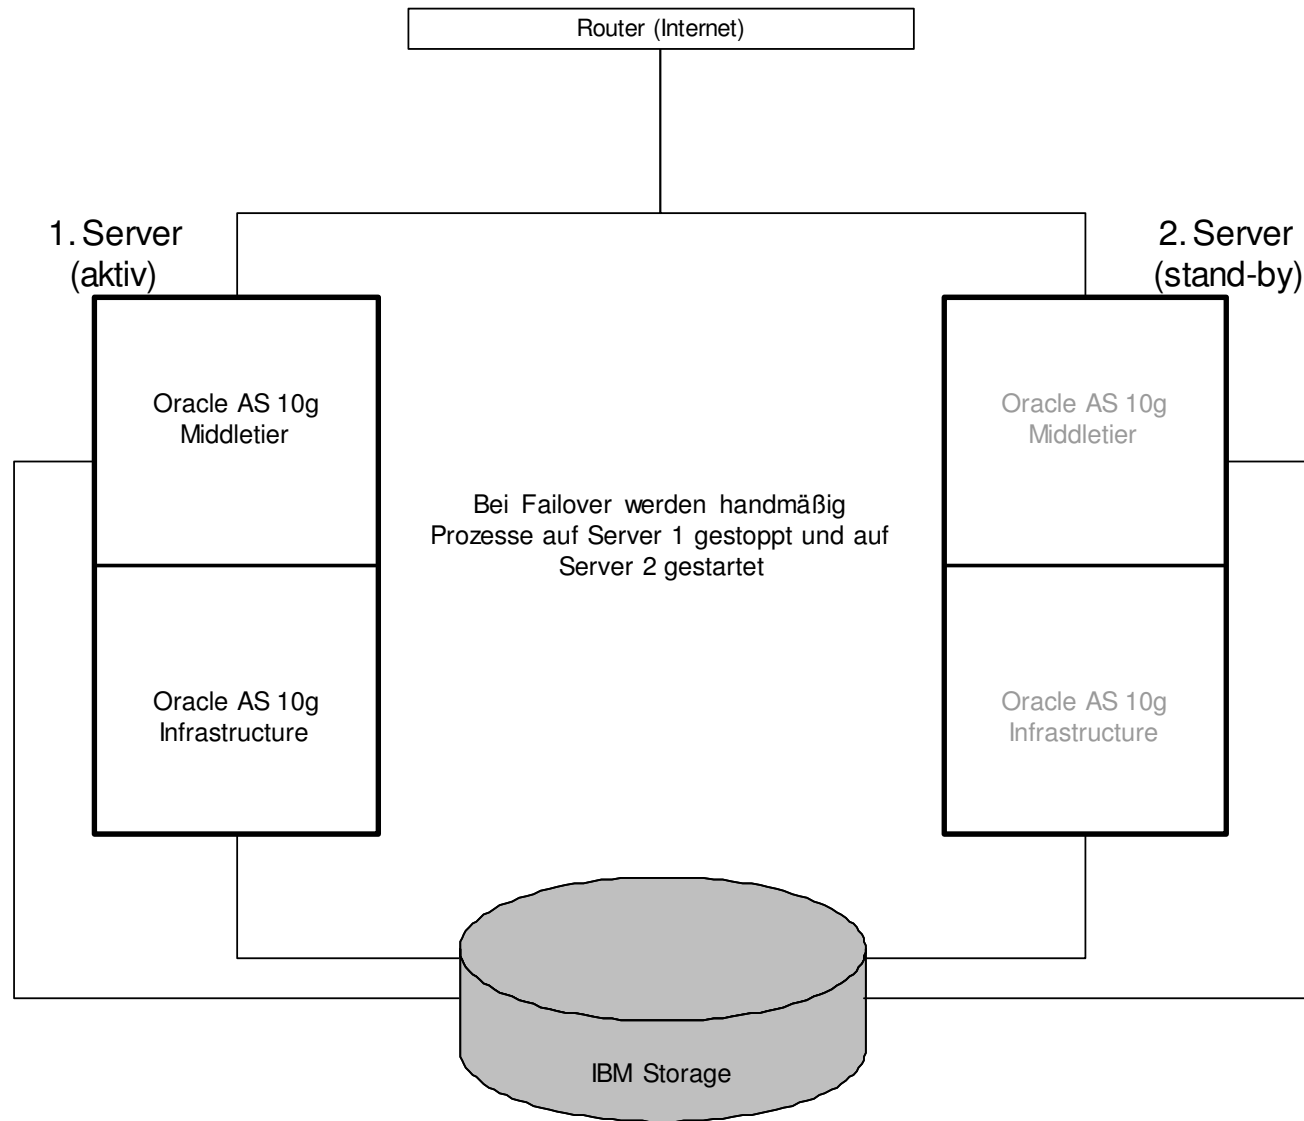 Router (Internet)
1. Server
(aktiv)
2. Server
(stand-by)
Oracle AS 10g
Middletier
Oracle AS 10g
Middletier
Bei Failover werden handmäßig
Prozesse auf Server 1 gestoppt und auf
Server 2 gestartet
Oracle AS 10g
Infrastructure
Oracle AS 10g
Infrastructure
IBM Storage